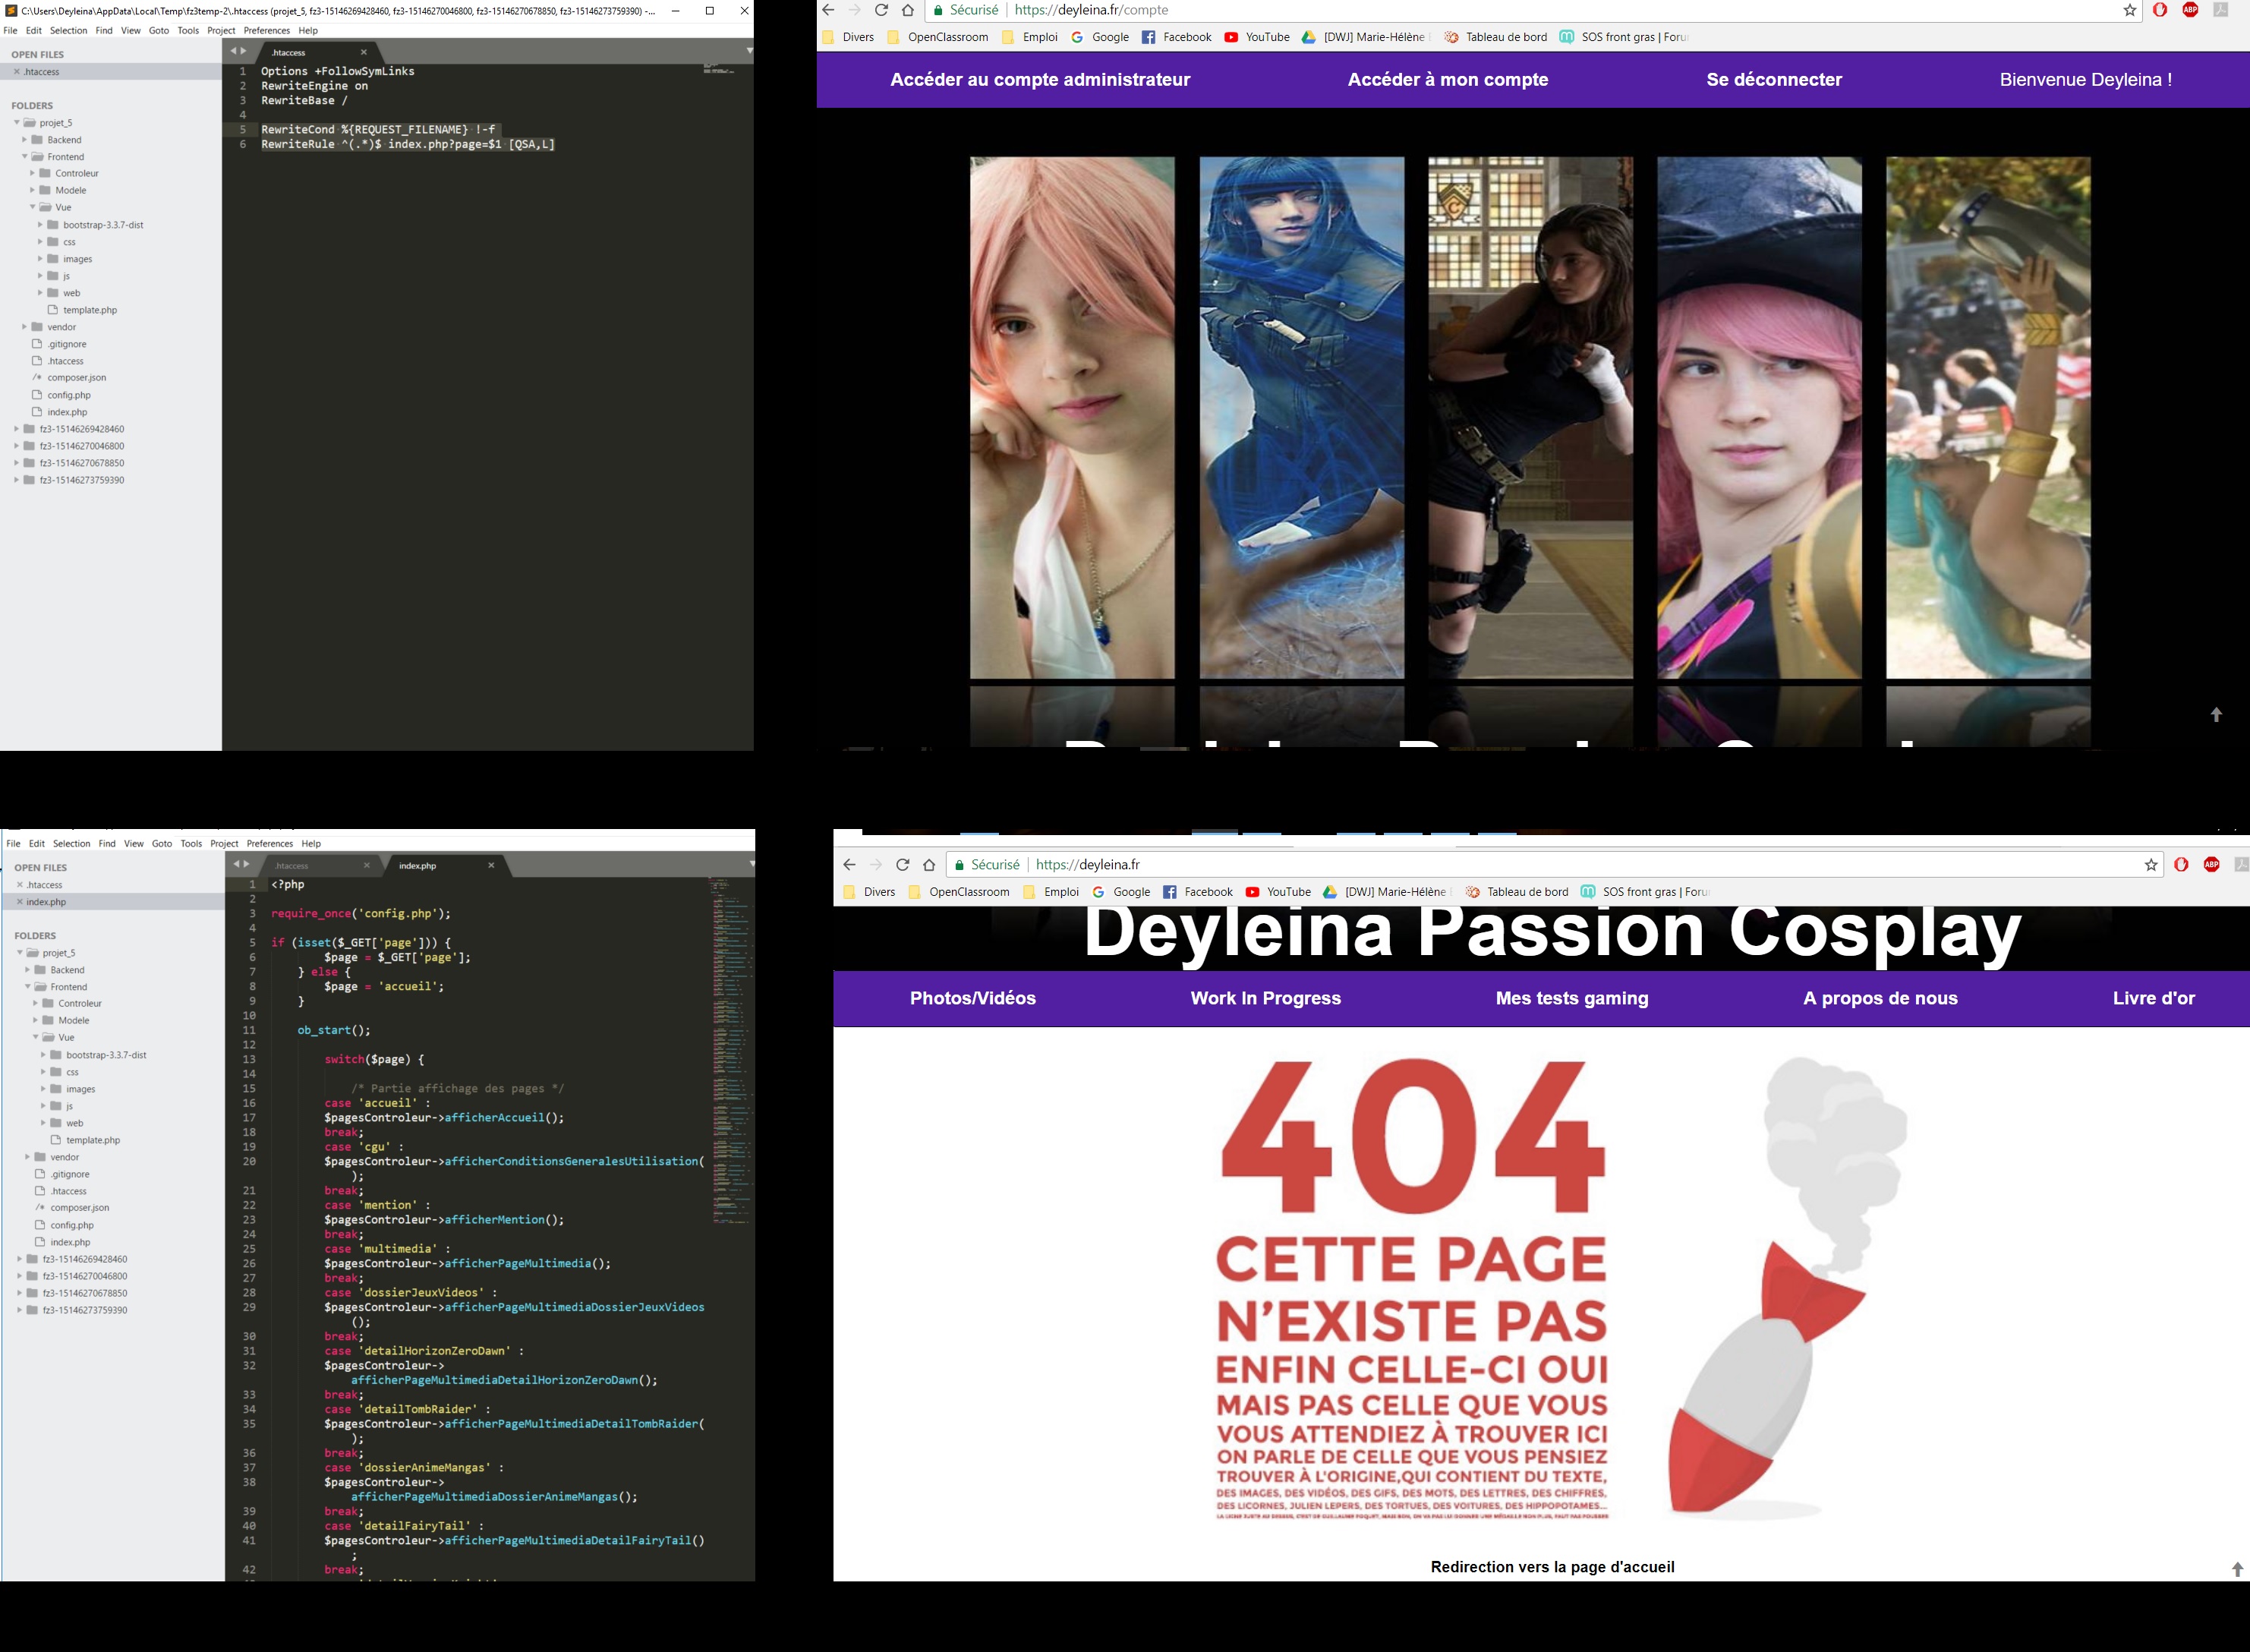 C:\Users\Deyleina\AppData\Local\Temp\fz3temp-2\.htaccess (projet_5, fz3-15146269428460, fz3-15146270046800, fz3-15146270678850, fz3-15146273759390) -...
File Edit Selection Find View Goto Tools Project Preferences Help
OPEN FILES
.htaccess
FOLDERS
projet_5
Backend
Frontend
Controleur
Modele
Vue
bootstrap-3.3.7-dist
css
images
js
web
template.php
vendor
.gitignore
.htaccess
composer.json
config.php
index.php
fz3-15146269428460
fz3-15146270046800
fz3-15146270678850
fz3-15146273759390
.htaccess
1 Options +FollowSymLinks
2 RewriteEngine on
3 RewriteBase /
4
5 RewriteCond %{REQUEST_FILENAME} !-f
6 RewriteRule ^(.*)$ index.php?page=$1 [QSA,L]
Sécurisé https://deyleina.fr/compte
ABP
Divers OpenClassroom Emploi Google Facebook YouTube [DWJ] Marie-Hélène Tableau de bord SOS front gras | Foru
Accéder au compte administrateur Accéder à mon compte Se déconnecter Bienvenue Deyleina !
File Edit Selection Find View Goto Tools Project Preferences Help
OPEN FILES
.htaccess
index.php
FOLDERS
projet_5
Backend
Frontend
Controleur
Modele
Vue
bootstrap-3.3.7-dist
css
images
js
web
template.php
vendor
.gitignore
.htaccess
composer.json
config.php
index.php
fz3-15146269428460
fz3-15146270046800
fz3-15146270678850
fz3-15146273759390
.htaccess index.php
1 <?php
2
3 require_once('config.php');
4
5 if (isset($_GET['page'])) {
6 $page = $_GET['page'];
7 } else {
8 $page = 'accueil';
9 }
10
11 ob_start();
12
13 switch($page) {
14
15 /* Partie affichage des pages */
16 case 'accueil' :
17 $pagesControleur->afficherAccueil();
18 break;
19 case 'cgu' :
20 $pagesControleur->afficherConditionsGeneralesUtilisation(
);
21 break;
22 case 'mention' :
23 $pagesControleur->afficherMention();
24 break;
25 case 'multimedia' :
26 $pagesControleur->afficherPageMultimedia();
27 break;
28 case 'dossierJeuxVideos' :
29 $pagesControleur->afficherPageMultimediaDossierJeuxVideos
();
30 break;
31 case 'detailHorizonZeroDawn' :
32 $pagesControleur->
afficherPageMultimediaDetailHorizonZeroDawn();
33 break;
34 case 'detailTombRaider' :
35 $pagesControleur->afficherPageMultimediaDetailTombRaider(
);
36 break;
37 case 'dossierAnimeMangas' :
38 $pagesControleur->
afficherPageMultimediaDossierAnimeMangas();
39 break;
40 case 'detailFairyTail' :
41 $pagesControleur->afficherPageMultimediaDetailFairyTail()
;
42 break;
Sécurisé https://deyleina.fr
ABP
Divers OpenClassroom Emploi Google Facebook YouTube [DWJ] Marie-Hélène Tableau de bord SOS front gras | Foru
Deyleina Passion Cosplay
Photos/Vidéos Work In Progress Mes tests gaming A propos de nous Livre d'or
404
CETTE PAGE
N'EXISTE PAS
ENFIN CELLE-CI OUI
MAIS PAS CELLE QUE VOUS
VOUS ATTENDIEZ À TROUVER ICI
ON PARLE DE CELLE QUE VOUS PENSIEZ
TROUVER À L'ORIGINE,QUI CONTIENT DU TEXTE,
DES IMAGES, DES VIDÉOS, DES GIFS, DES MOTS, DES LETTRES, DES CHIFFRES,
DES LICORNES, JULIEN LEPERS, DES TORTUES, DES VOITURES, DES HIPPOPOTAMES...
Redirection vers la page d'accueil